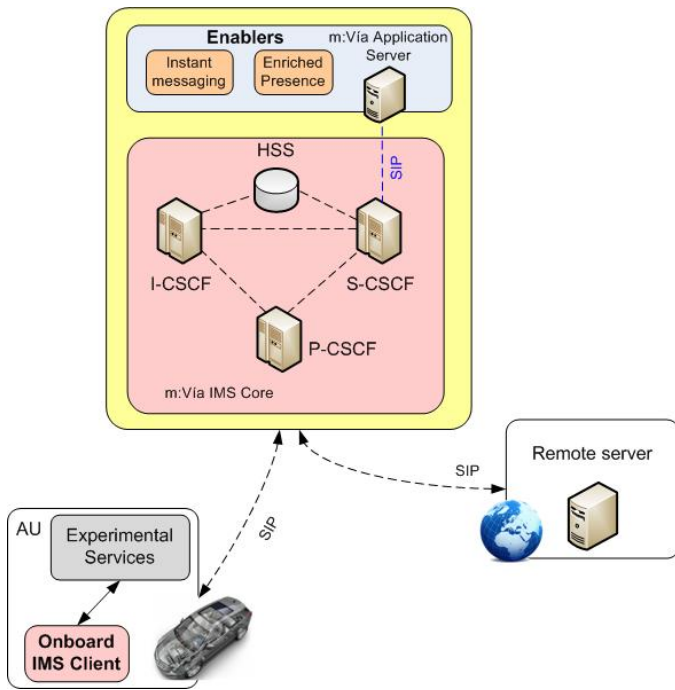 Enablers
m:Vía Application
Server
Instant
messaging
Enriched
Presence
SIP
HSS
I-CSCF
S-CSCF
P-CSCF
m:Vía IMS Core
SIP
SIP
Remote server
AU
Experimental
Services
Onboard
IMS Client